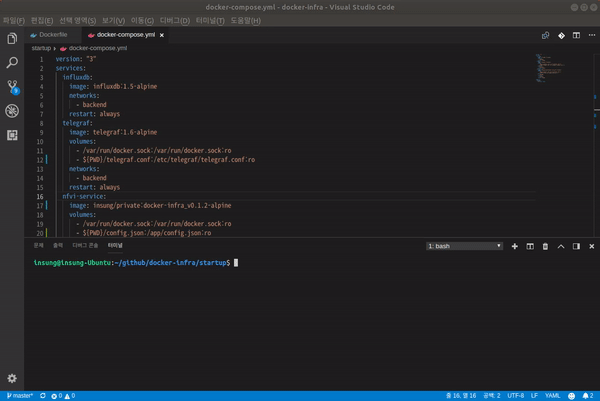 docker-compose.yml - docker-infra - Visual Studio Code
파일(F) 편집(E) 선택 영역(S) 보기(V) 이동(G) 디버그(D) 터미널(T) 도움말(H)
Dockerfile docker-compose.yml ×
startup › docker-compose.yml
1 version: "3"
2 services:
3 influxdb:
4 image: influxdb:1.5-alpine
5 networks:
6 - backend
7 restart: always
8 telegraf:
9 image: telegraf:1.6-alpine
10 volumes:
11 - /var/run/docker.sock:/var/run/docker.sock:ro
12 - ${PWD}/telegraf.conf:/etc/telegraf/telegraf.conf:ro
13 networks:
14 - backend
15 restart: always
16 nfvi-service:
17 image: insung/private:docker-infra_v0.1.2-alpine
18 volumes:
19 - /var/run/docker.sock:/var/run/docker.sock:ro
20 - ${PWD}/config.json:/app/config.json:ro
문제 출력 디버그 콘솔 터미널 1: bash
insung@insung-Ubuntu:~/github/docker-infra/startup$
9
master* 0 0 줄 16, 열 16 공백: 2 UTF-8 LF YAML 2